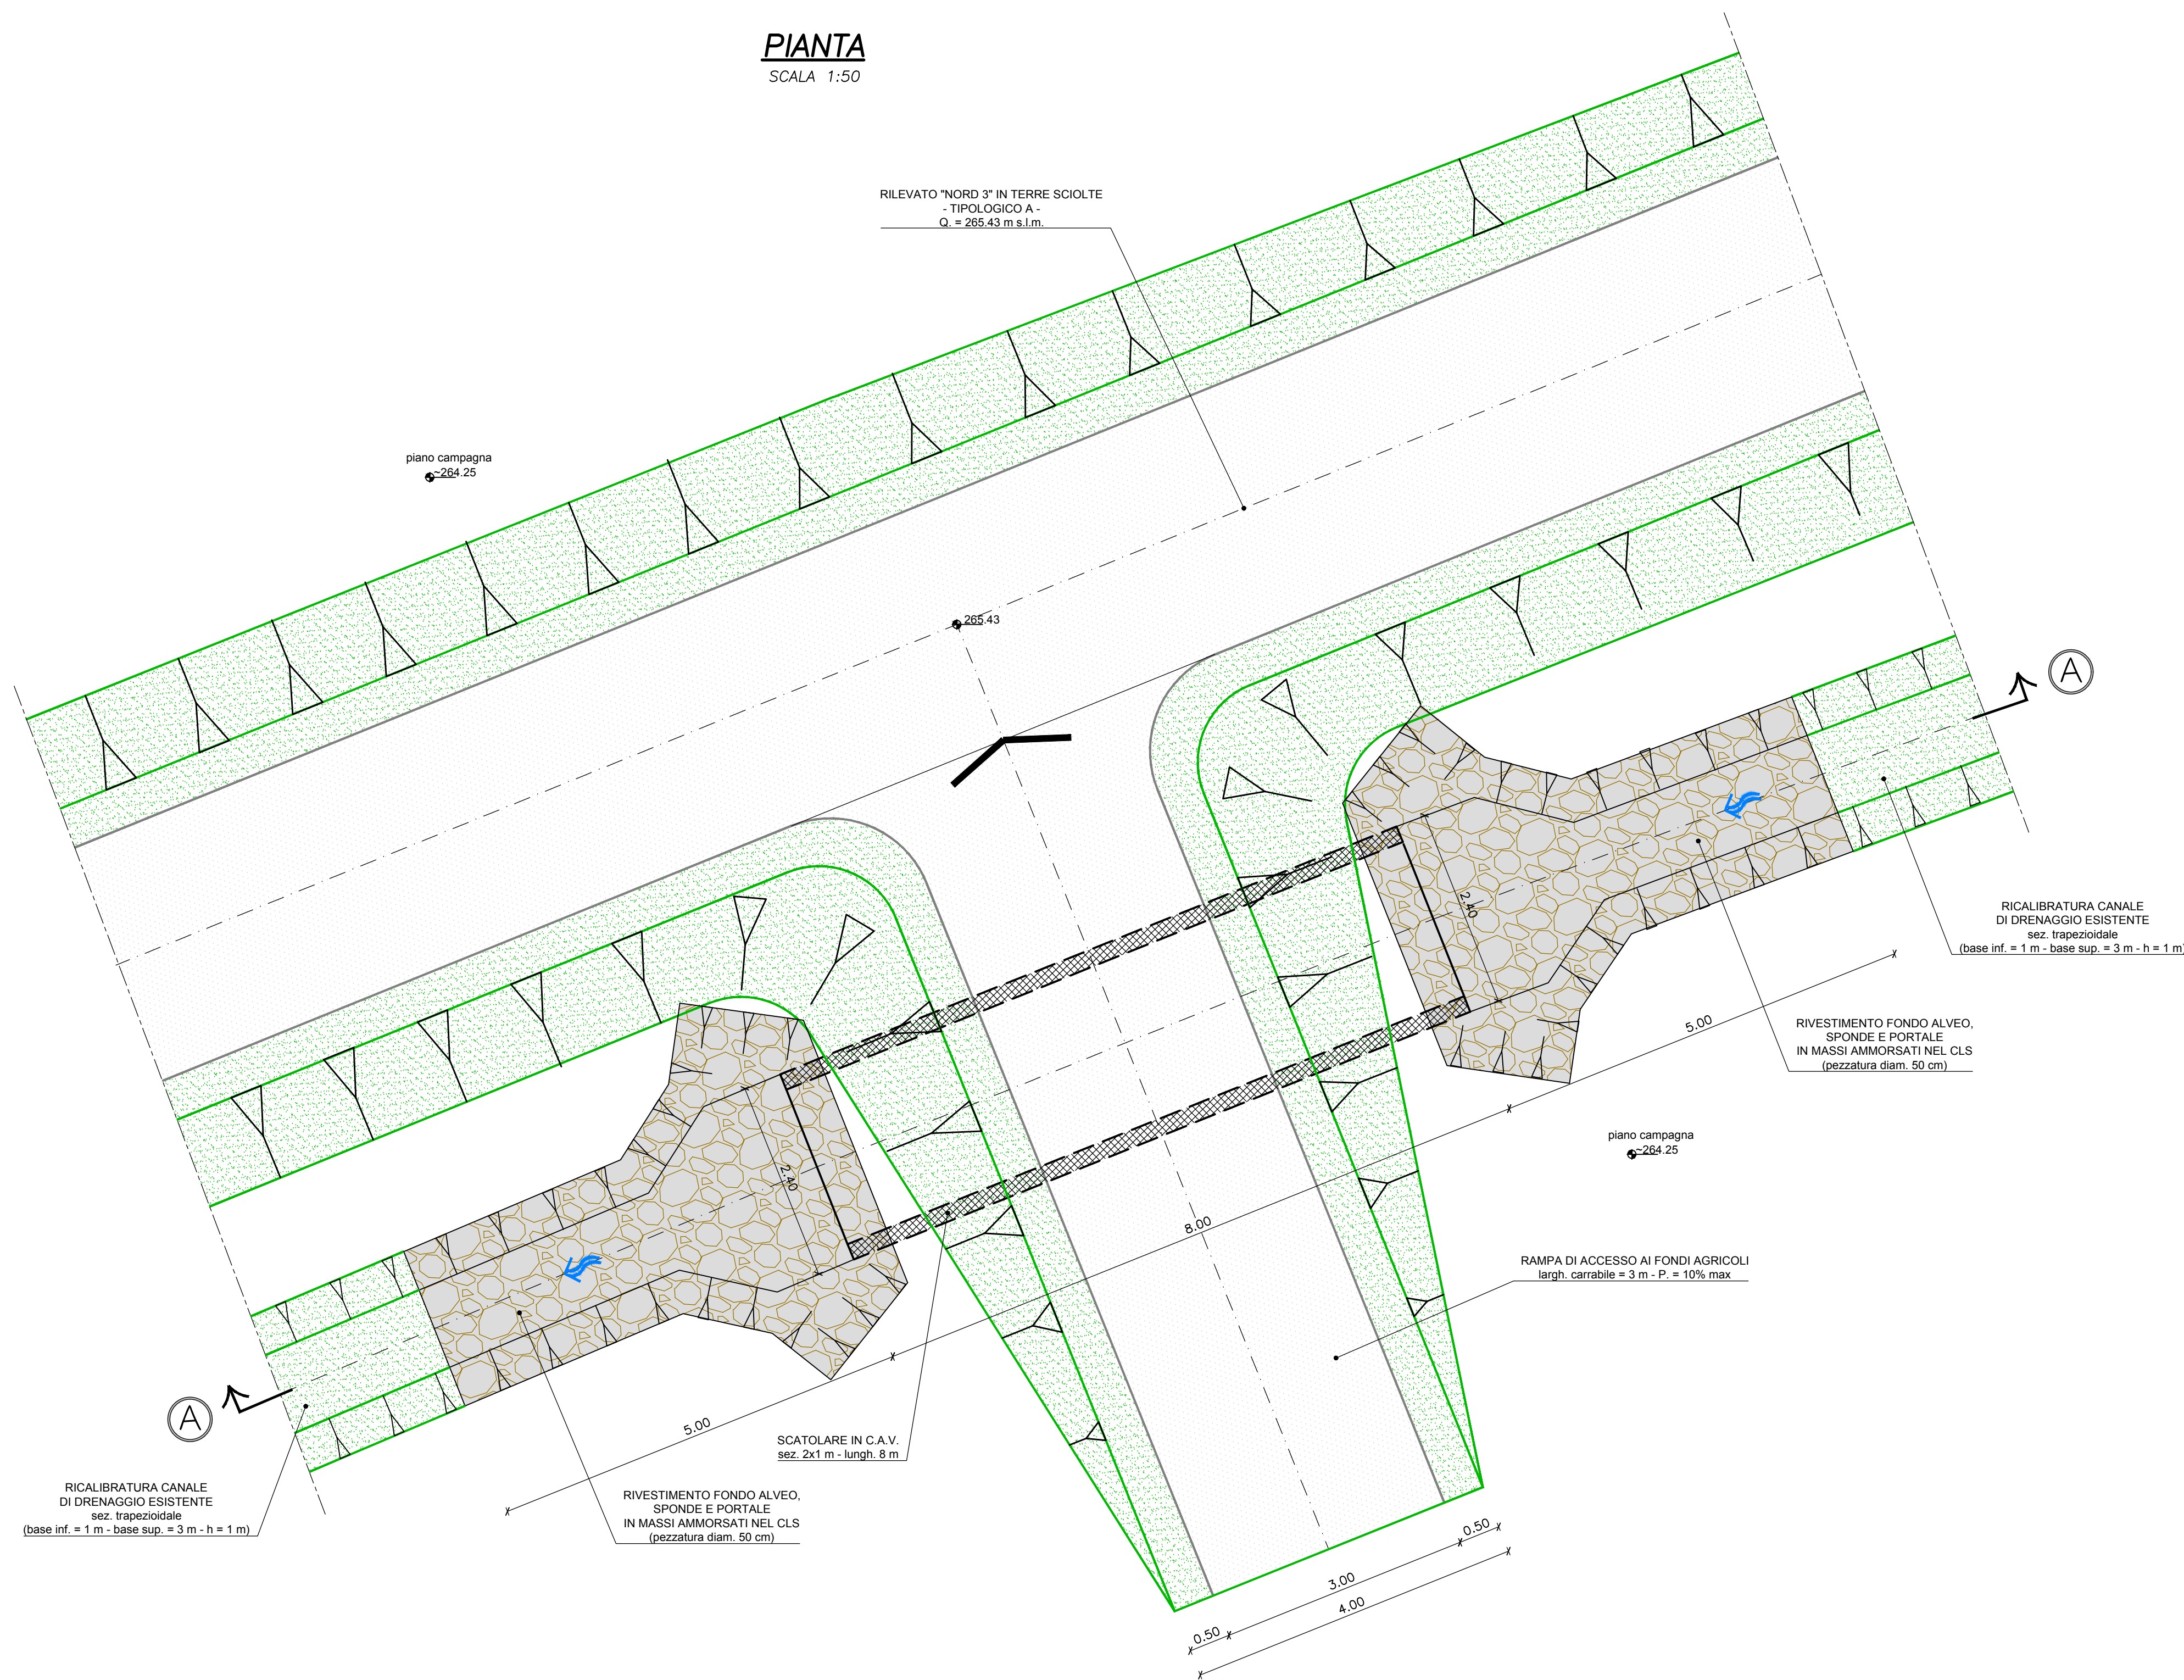 PIANTA
SCALA 1:50
RILEVATO "NORD 3" IN TERRE SCIOLTE
- TIPOLOGICO A -
Q. = 265.43 m s.l.m.
piano campagna
~264.25
265.43
A
2.40
RICALIBRATURA CANALE
DI DRENAGGIO ESISTENTE
sez. trapezioidale
(base inf. = 1 m - base sup. = 3 m - h = 1 m)
5.00
RIVESTIMENTO FONDO ALVEO,
SPONDE E PORTALE
IN MASSI AMMORSATI NEL CLS
(pezzatura diam. 50 cm)
piano campagna
~264.25
2.40
8.00
RAMPA DI ACCESSO AI FONDI AGRICOLI
largh. carrabile = 3 m - P. = 10% max
A
5.00
SCATOLARE IN C.A.V.
sez. 2x1 m - lungh. 8 m
RICALIBRATURA CANALE
DI DRENAGGIO ESISTENTE
sez. trapezioidale
(base inf. = 1 m - base sup. = 3 m - h = 1 m)
RIVESTIMENTO FONDO ALVEO,
SPONDE E PORTALE
IN MASSI AMMORSATI NEL CLS
(pezzatura diam. 50 cm)
0.50
3.00
0.50
4.00